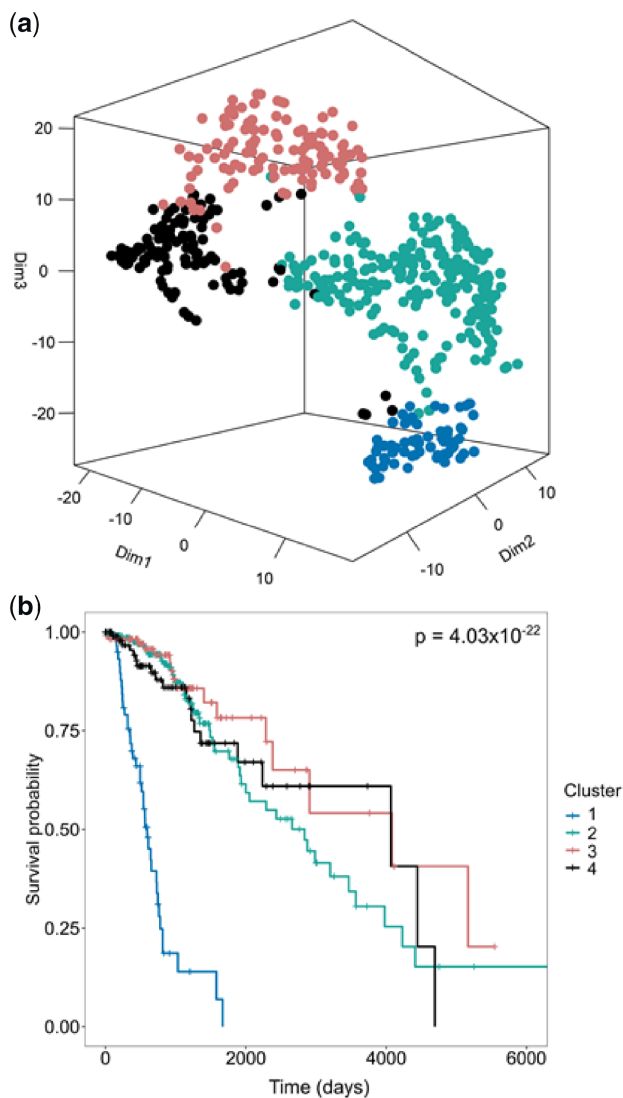 (a)
20
10
0
-10
-20
Dim3
-20
-10
0
10
Dim1
-10
0
10
Dim2
(b)
p = 4.03x10-22
1.00
0.75
0.50
0.25
0.00
Survival probability
0
2000
4000
6000
Time (days)
Cluster
1
2
3
4